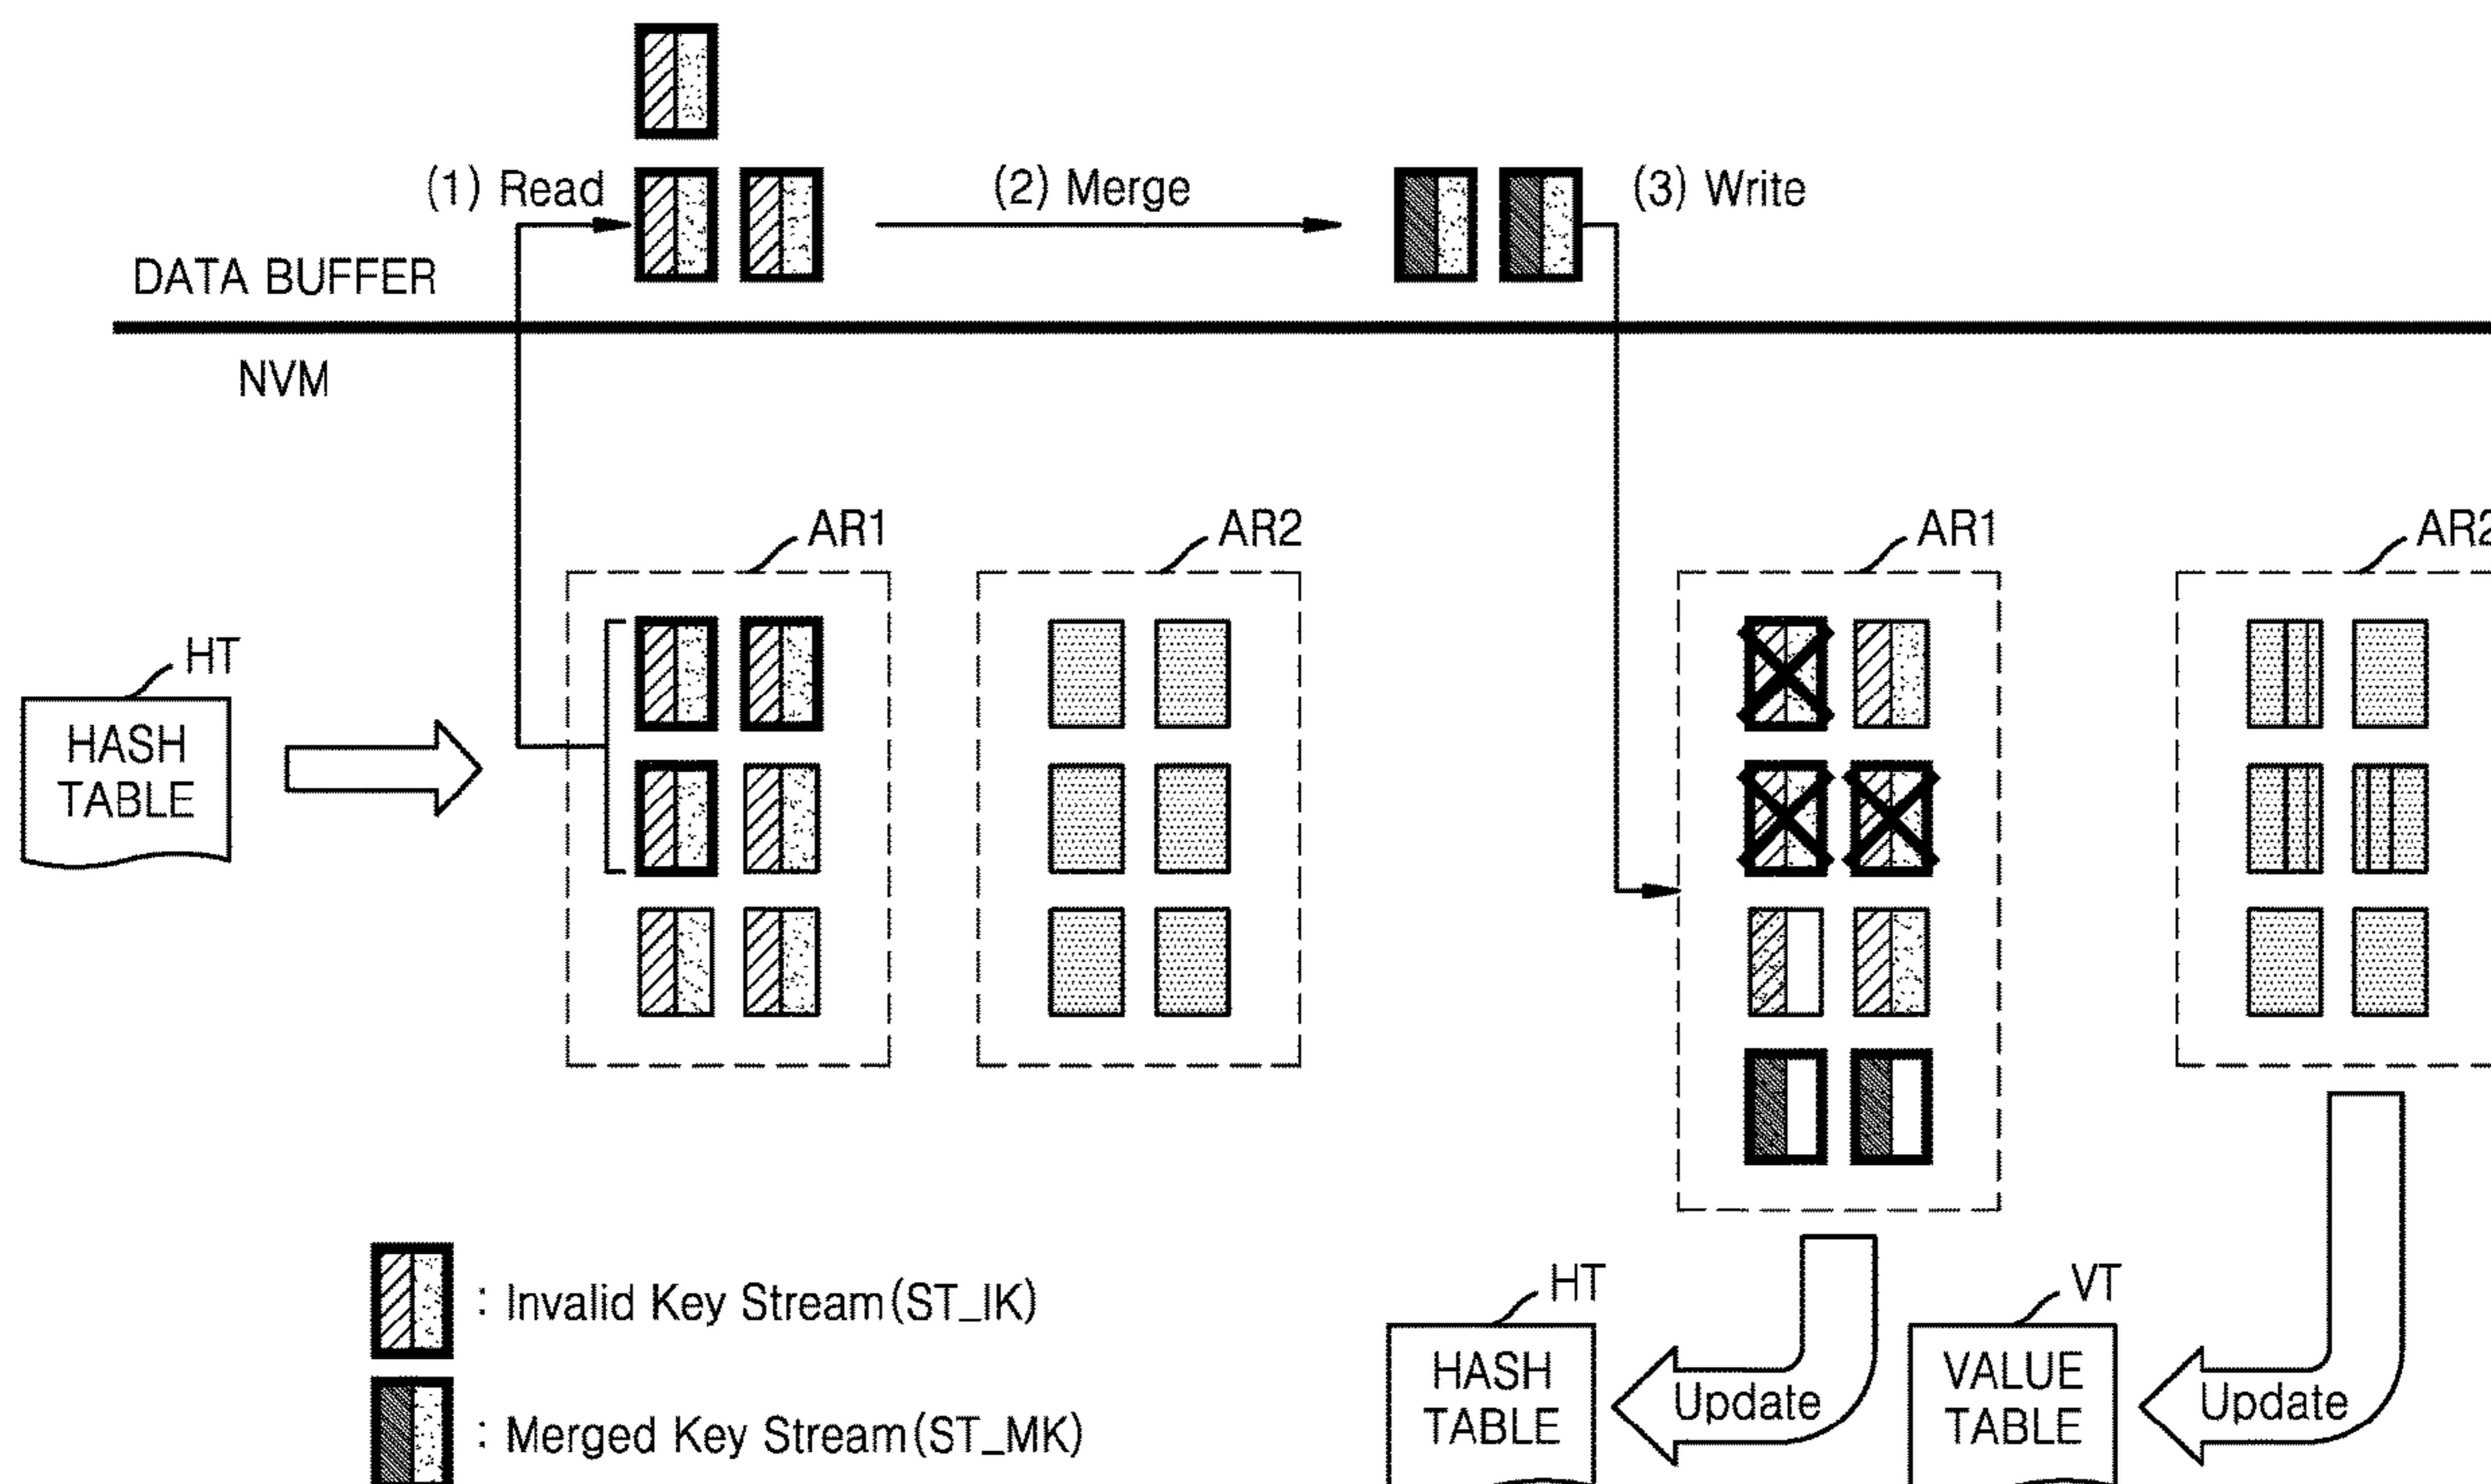 (1) Read
(2) Merge
(3) Write
DATA BUFFER
NVM
AR1
AR2
AR1
AR2
HT
HASH
TABLE
: Invalid Key Stream(ST_IK)
: Merged Key Stream(ST_MK)
HT
HASH
TABLE
Update
VT
VALUE
TABLE
Update